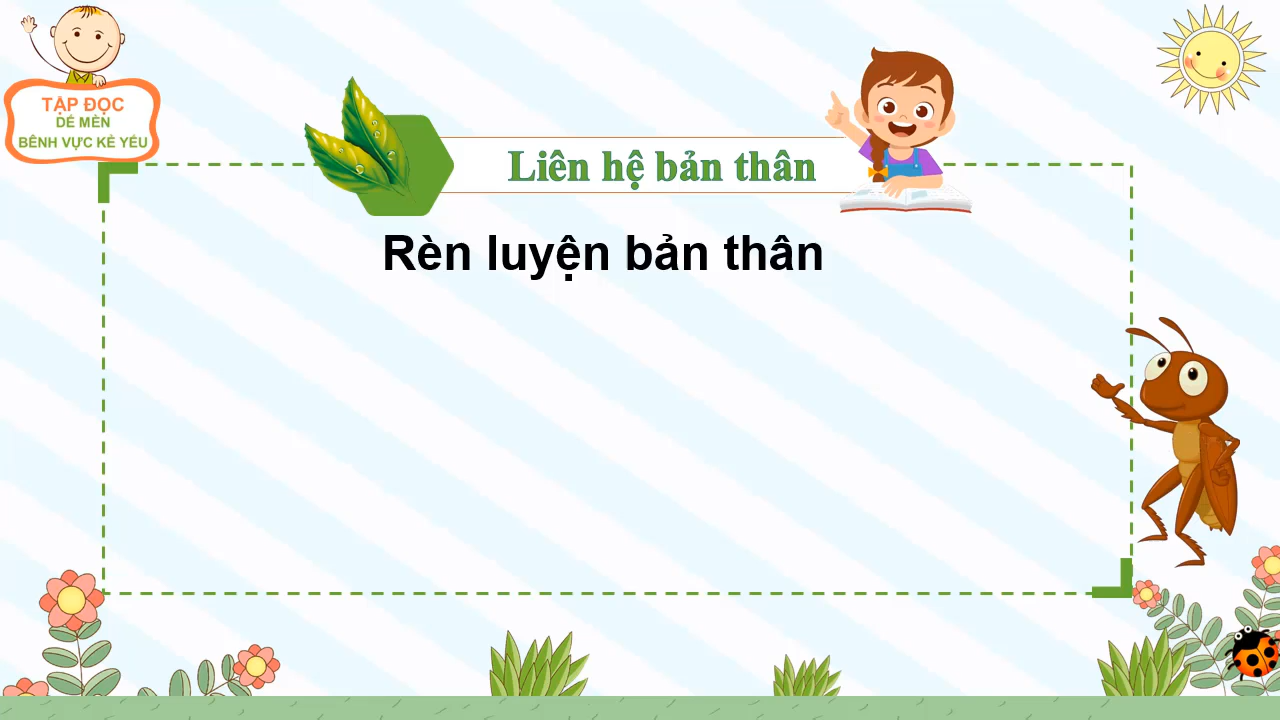 TẬP ĐỌC
DẾ MÈN
BÊNH VỰC KẺ YẾU
Liên hệ bản thân
Rèn luyện bản thân